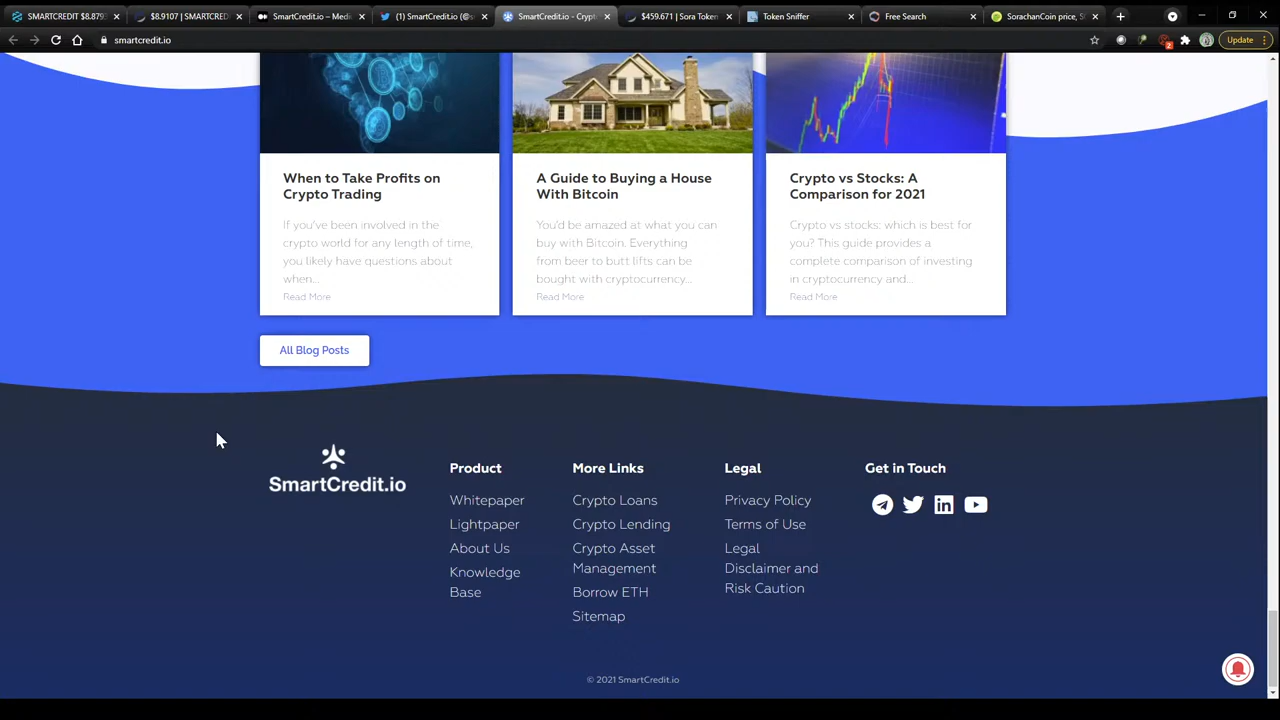 SMARTCREDIT $8.879
$8.9107 | SMARTCRED
SmartCredit.io – Medi
(1) SmartCredit.io (@s
SmartCredit.io - Crypt
$459.671 | Sora Token
Token Sniffer
Free Search
SorachanCoin price, S
smartcredit.io
2
Update
When to Take Profits on
Crypto Trading
If you've been involved in the
crypto world for any length of time,
you likely have questions about
when...
Read More
A Guide to Buying a House
With Bitcoin
You'd be amazed at what you can
buy with Bitcoin. Everything
from beer to butt lifts can be
bought with cryptocurrency...
Read More
Crypto vs Stocks: A
Comparison for 2021
Crypto vs stocks: which is best for
you? This guide provides a
complete comparison of investing
in cryptocurrency and...
Read More
All Blog Posts
SmartCredit.io
Product
Whitepaper
Lightpaper
About Us
Knowledge
Base
More Links
Crypto Loans
Crypto Lending
Crypto Asset
Management
Borrow ETH
Sitemap
Legal
Privacy Policy
Terms of Use
Legal
Disclaimer and
Risk Caution
Get in Touch
© 2021 SmartCredit.io